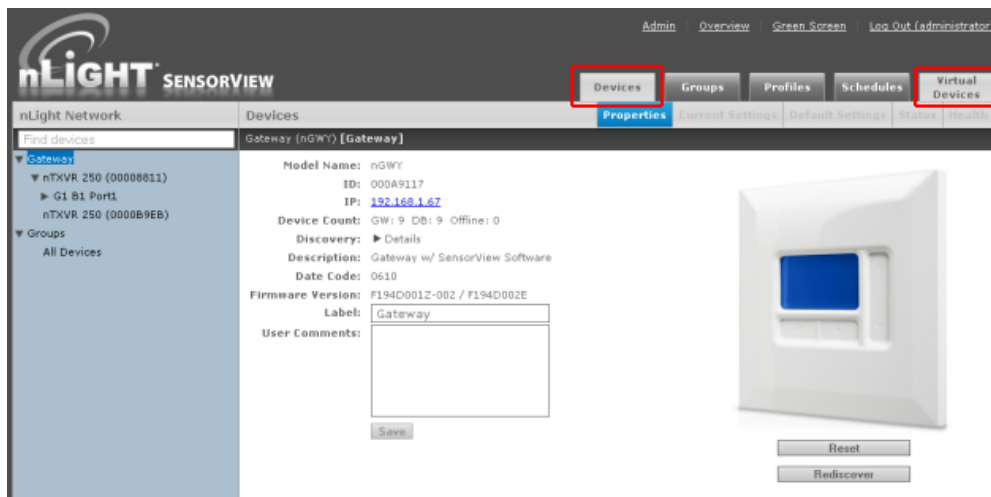 Admin Overview Green Screen Log Out (administrator
nLIGHT SENSORVIEW
Devices Groups Profiles Schedules Virtual Devices
nLight Network
Devices
Properties Current Settings Default Settings Status Health
Find devices
Gateway (nGWY) [Gateway]
Gateway
nTXVR 250 (00008811)
G1 B1 Port1
nTXVR 250 (0000B9EB)
Groups
All Devices
Model Name: nGWY
ID: 000A9117
IP: 192.168.1.67
Device Count: GW: 9 DB: 9 Offline: 0
Discovery: Details
Description: Gateway w/ SensorView Software
Date Code: 0610
Firmware Version: F194D001Z-002 / F194D002E
Label: Gateway
User Comments:
Save
Reset
Rediscover